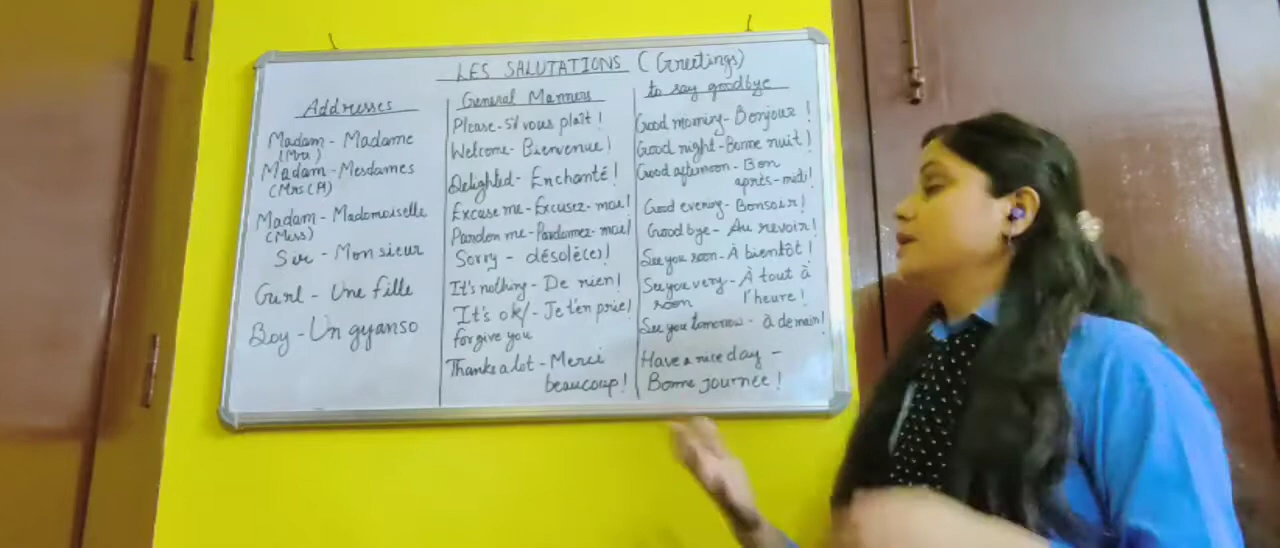 LES SALUTATIONS (Greetings)
Addresses
Madam - Madame
(Mrs)
Madam - Mesdames
(Mrs (Pl)
Madam - Mademoiselle
(Miss)
Sir - Monsieur
Girl - Une fille
Boy - Un gyanso
General Manners
Please - S'il vous plaît !
Welcome - Bienvenue !
Delighted - Enchanté !
Excuse me - Excusez-moi !
Pardon me - Pardonnez-moi !
Sorry - désolé(e) !
It's nothing - De rien !
It's ok/ - Je t'en prie !
forgive you
Thanks a lot - Merci
beaucoup !
to say goodbye
Good morning - Bonjour !
Good night - Bonne nuit !
Good afternoon - Bon
après-midi !
Good evening - Bonsoir !
Good bye - Au revoir !
See you soon - À bientôt !
See you very - À tout à
soon l'heure !
See you tomorrow - à demain !
Have a nice day -
Bonne journée !